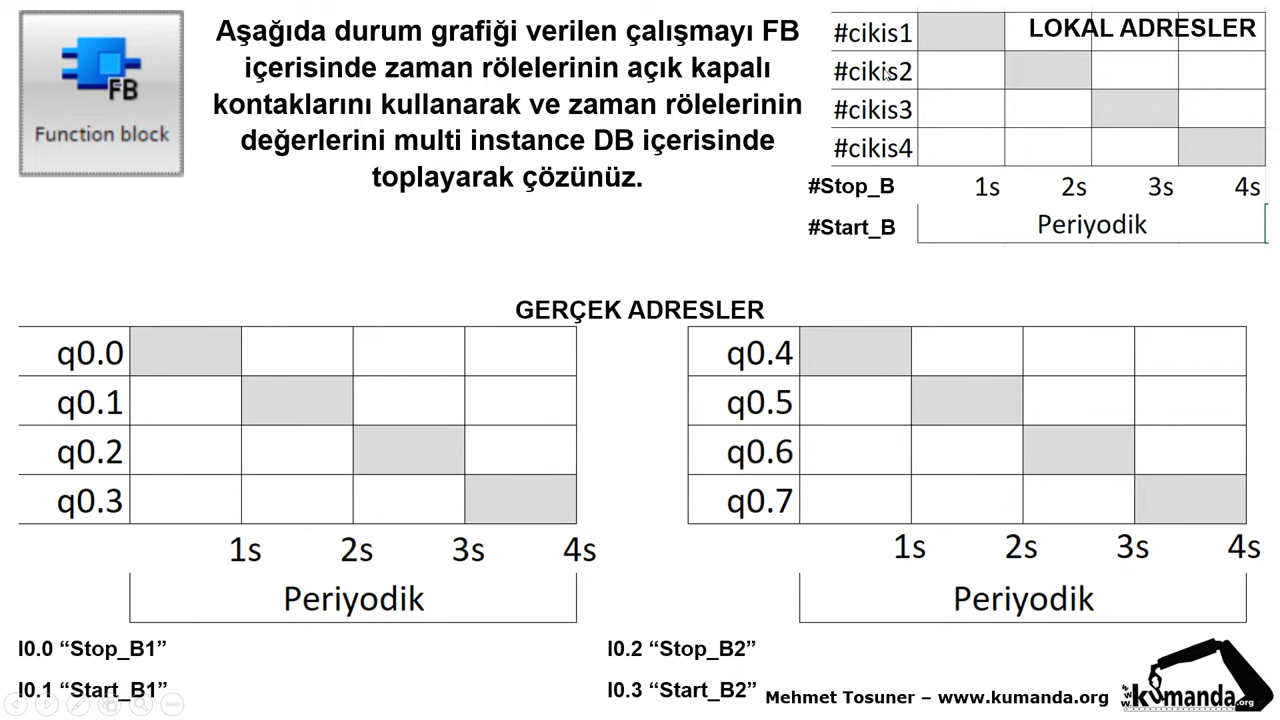 FB
Function block
Aşağıda durum grafiği verilen çalışmayı FB
içerisinde zaman rölelerinin açık kapalı
kontaklarını kullanarak ve zaman rölelerinin
değerlerini multi instance DB içerisinde
toplayarak çözünüz.
LOKAL ADRESLER
#cikis1
#cikis2
#cikis3
#cikis4
#Stop_B 1s 2s 3s 4s
#Start_B Periyodik
GERÇEK ADRESLER
q0.0
q0.1
q0.2
q0.3
1s 2s 3s 4s
Periyodik
I0.0 “Stop_B1”
I0.1 “Start_B1”
q0.4
q0.5
q0.6
q0.7
1s 2s 3s 4s
Periyodik
I0.2 “Stop_B2”
I0.3 “Start_B2”
Mehmet Tosuner – www.kumanda.org
www.kumanda.org